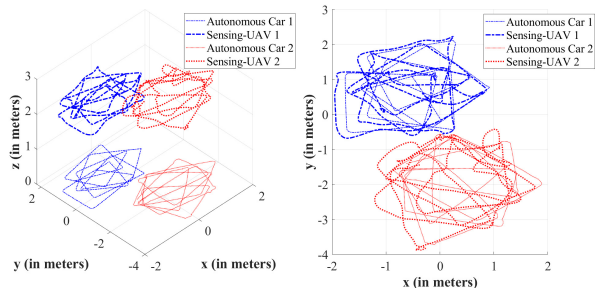 Autonomous Car 1
Sensing-UAV 1
Autonomous Car 2
Sensing-UAV 2
z (in meters)
3
2
1
0
2
0
-2
-4
-2
0
2
y (in meters)
x (in meters)
Autonomous Car 1
Sensing-UAV 1
Autonomous Car 2
Sensing-UAV 2
y (in meters)
3
2
1
0
-1
-2
-3
-4
-2
-1
0
1
2
x (in meters)